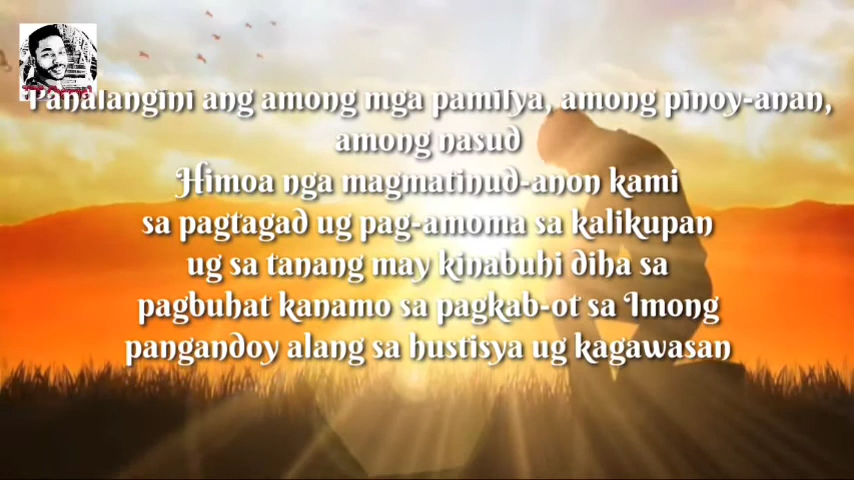 Panalangini ang among mga pamilya, among pinoy-anan,
among nasud
Himoa nga magmatinud-anon kami
sa pagtagad ug pag-amoma sa kalikupan
ug sa tanang may kinabuhi diha sa
pagbuhat kanamo sa pagkab-ot sa Imong
pangandoy alang sa hustisya ug kagawasan